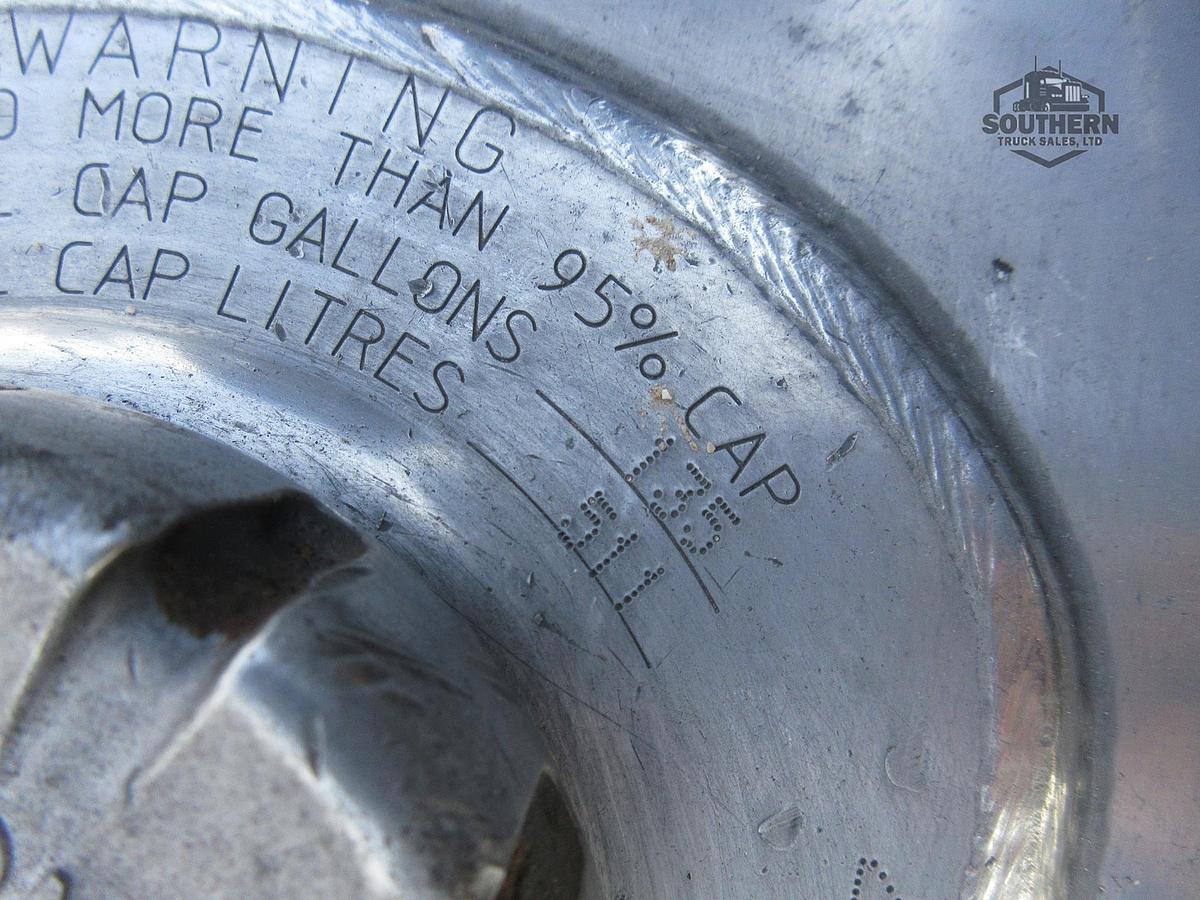 WARNING
MORE THAN 95% CAP
CAP GALLONS 135
CAP LITRES 511
SOUTHERN
TRUCK SALES, LTD